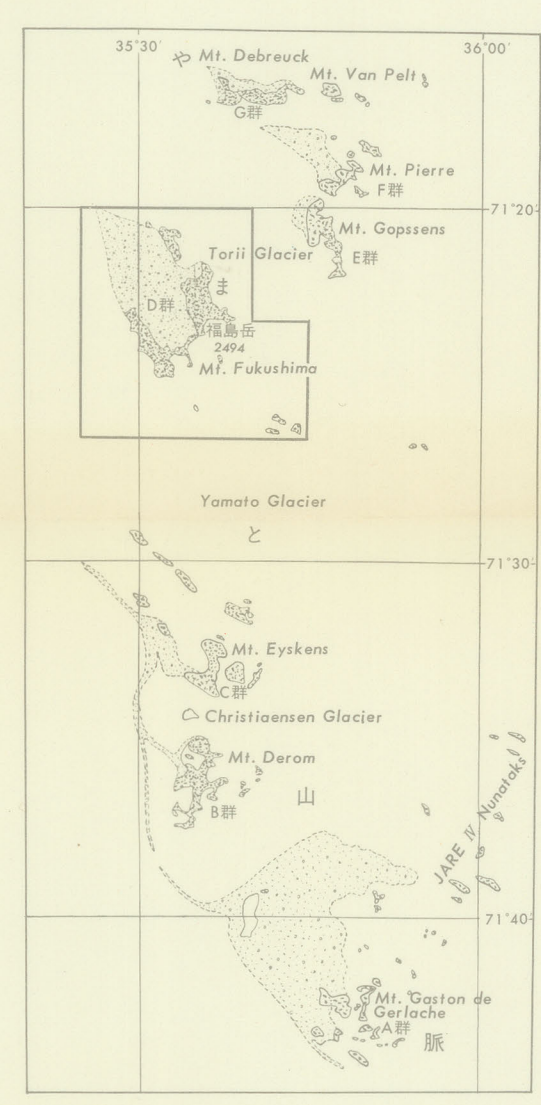 35°30′
36°00′
や
Mt. Debreuck
Mt. Van Pelt
G群
Mt. Pierre
F群
71°20′
Mt. Gopssens
Torii Glacier
E群
ま
D群
福島岳
2494
Mt. Fukushima
Yamato Glacier
と
71°30′
Mt. Eyskens
C群
Christiaensen Glacier
Mt. Derom
山
B群
JARE IV Nunataks
71°40′
Mt. Gaston de
Gerlache
A群
脈